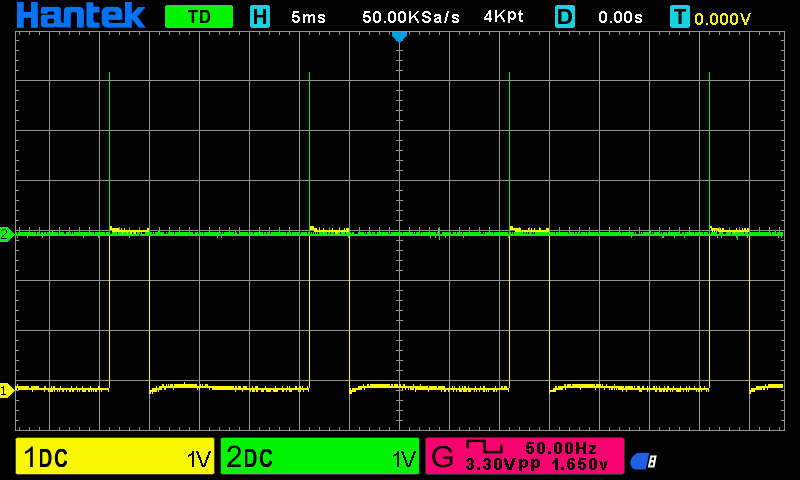 Hantek TD H 5ms 50.00KSa/s 4Kpt D 0.00s T 0.000V
2
1
1DC 1V 2DC 1V G 50.00Hz
3.30Vpp 1.650v
8